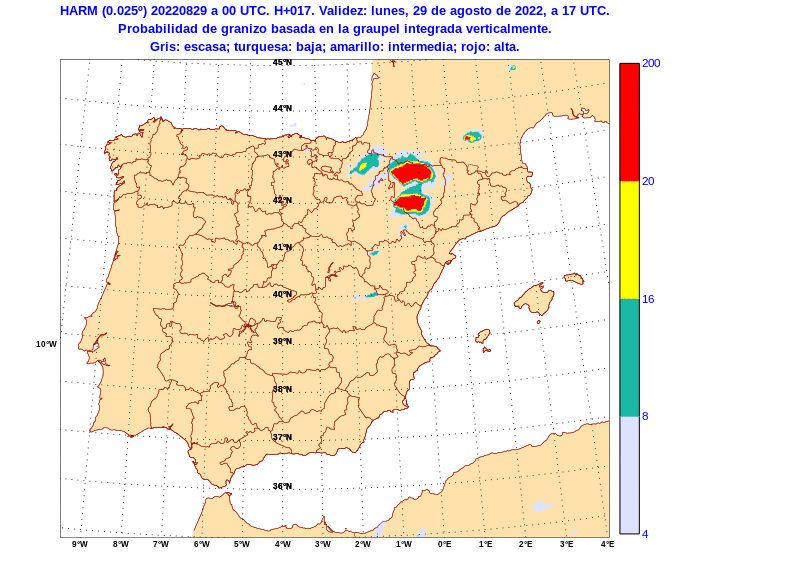 HARM (0.025º) 20220829 a 00 UTC. H+017. Validez: lunes, 29 de agosto de 2022, a 17 UTC.
Probabilidad de granizo basada en la graupel integrada verticalmente.
Gris: escasa; turquesa: baja; amarillo: intermedia; rojo: alta.
45°N
200
44°N
43°N
20
42°N
41°N
40°N
16
10°W
39°N
38°N
8
37°N
36°N
4
9°W 8°W 7°W 6°W 5°W 4°W 3°W 2°W 1°W 0°E 1°E 2°E 3°E 4°E